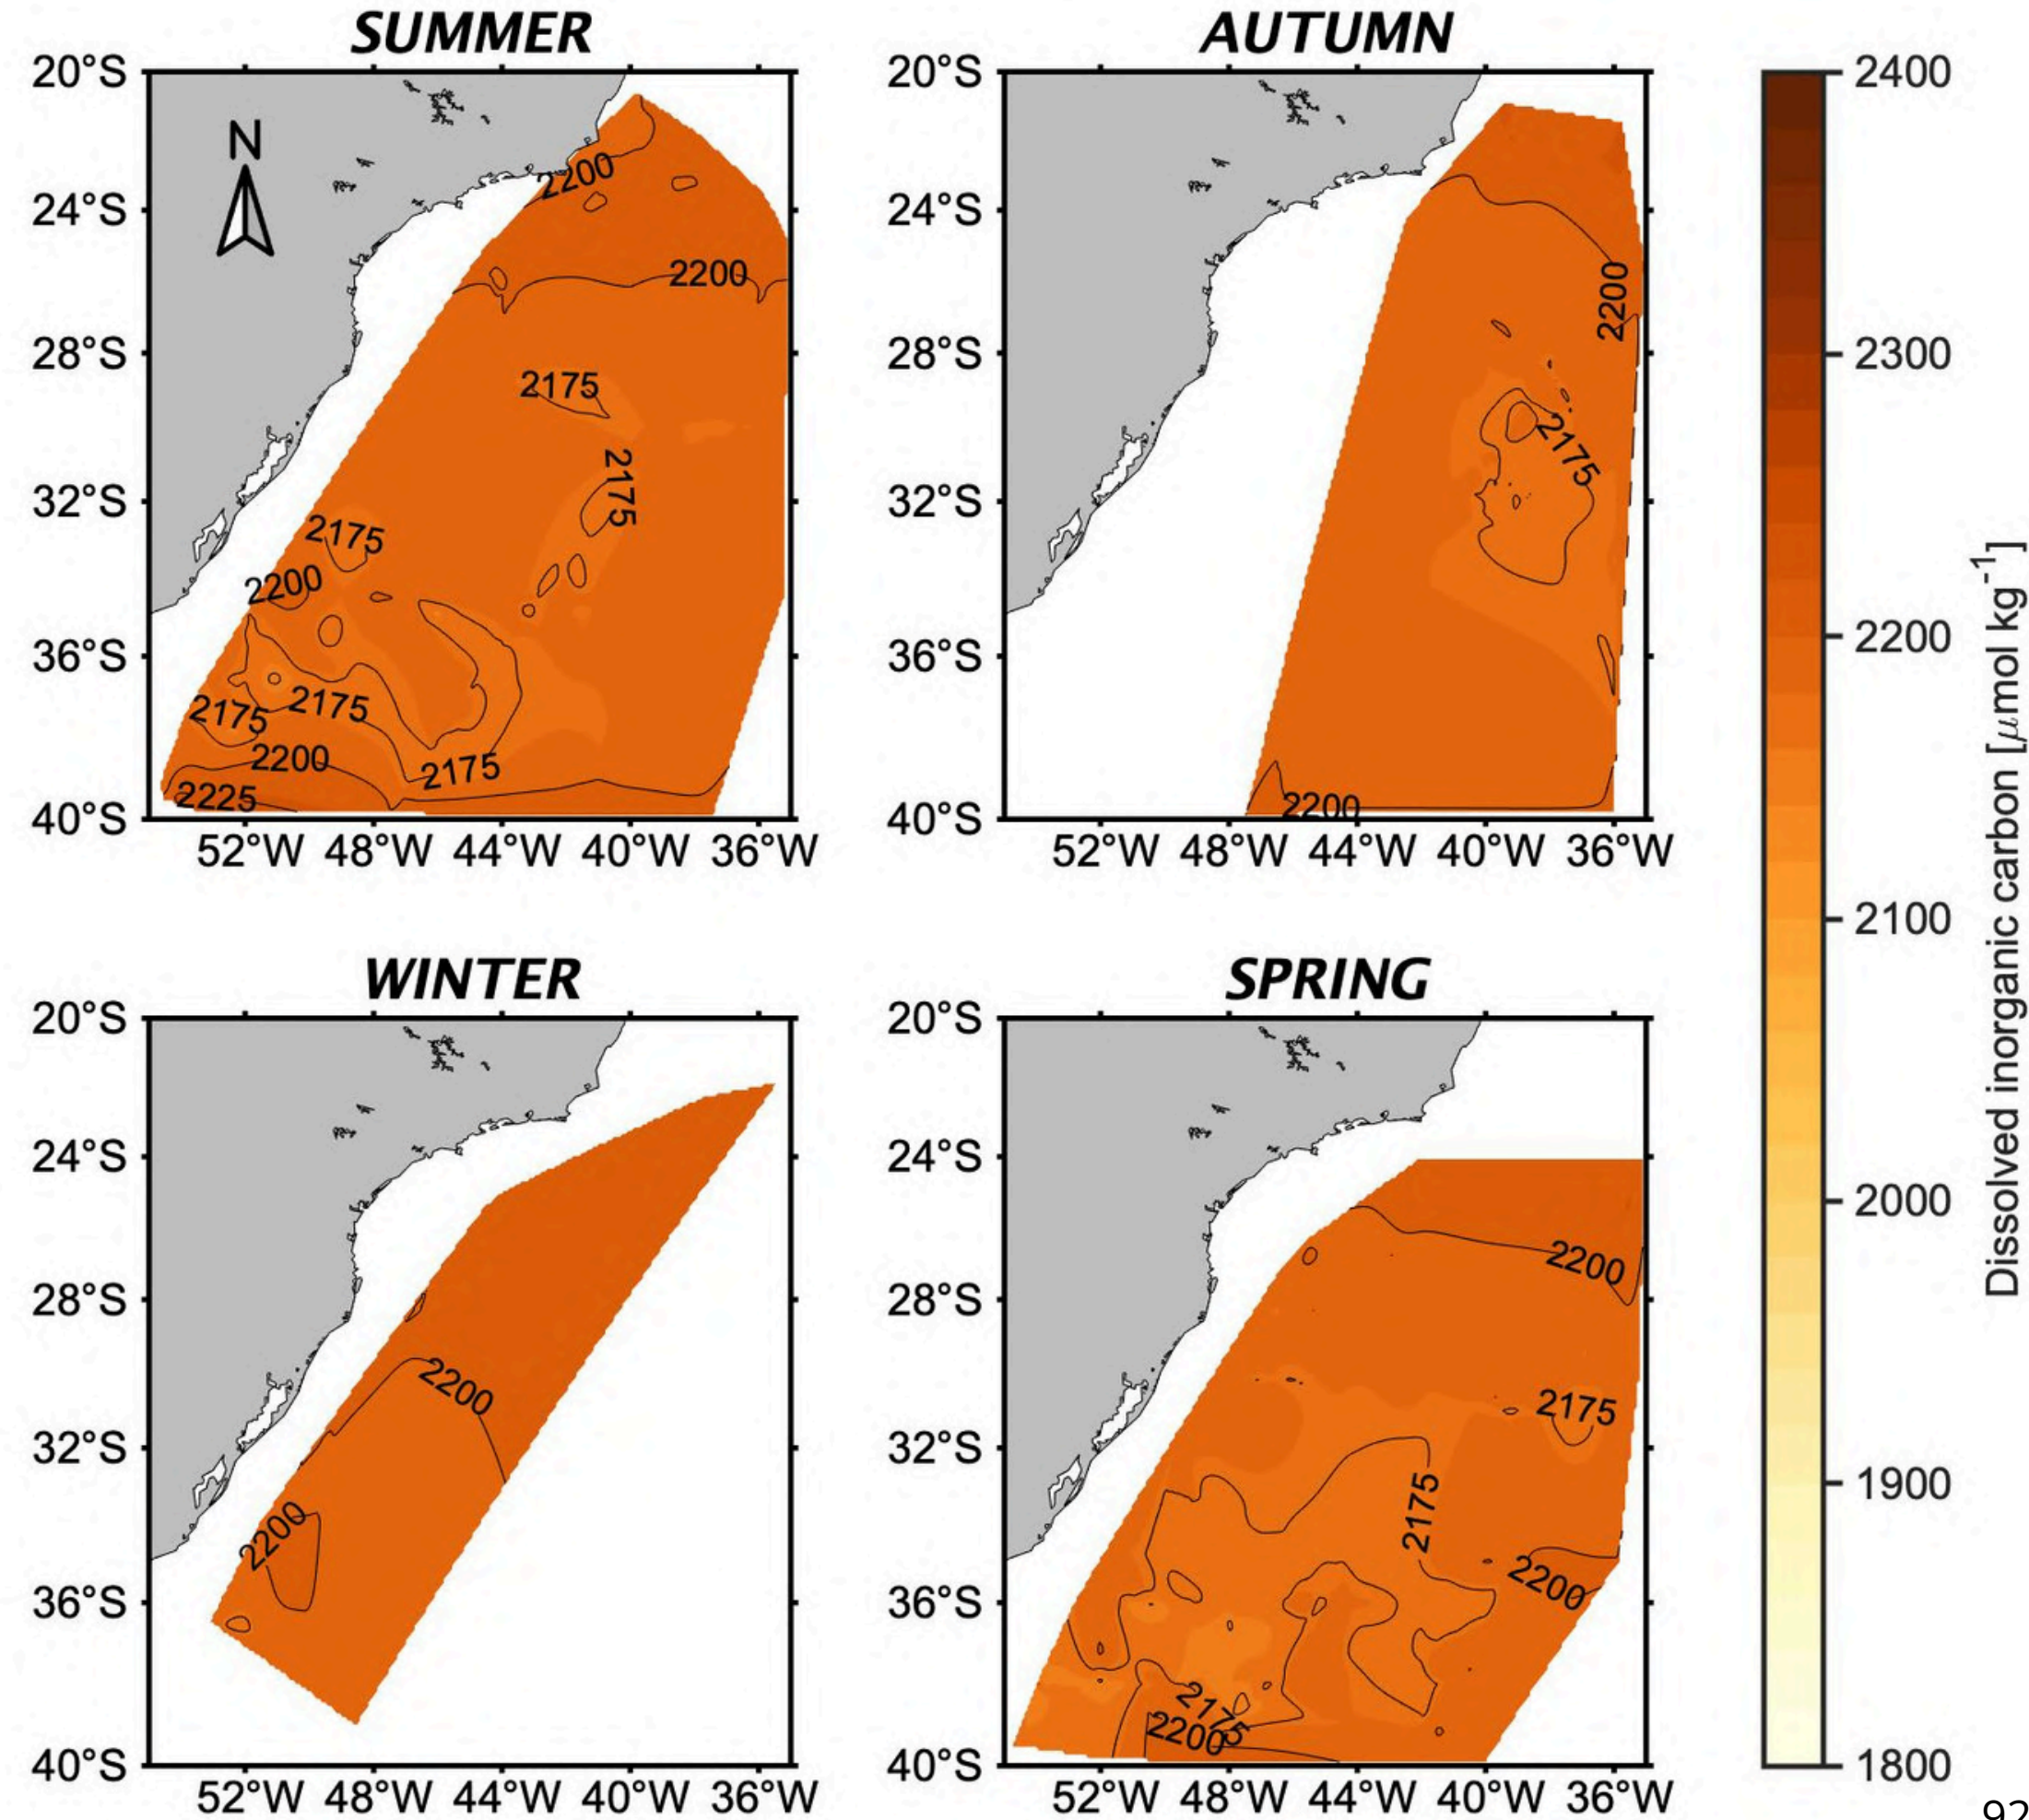 SUMMER
20°S
24°S
28°S
32°S
36°S
40°S
52°W 48°W 44°W 40°W 36°W
N
2200
2200
2175
2175
2175
2200
2175
2175
2175
2200
2225
AUTUMN
20°S
24°S
28°S
32°S
36°S
40°S
52°W 48°W 44°W 40°W 36°W
2200
2175
2200
WINTER
20°S
24°S
28°S
32°S
36°S
40°S
52°W 48°W 44°W 40°W 36°W
2200
2200
SPRING
20°S
24°S
28°S
32°S
36°S
40°S
52°W 48°W 44°W 40°W 36°W
2200
2175
2175
2200
2175
2200
2400
2300
2200
2100
2000
1900
1800
Dissolved inorganic carbon [μmol kg⁻¹]
92